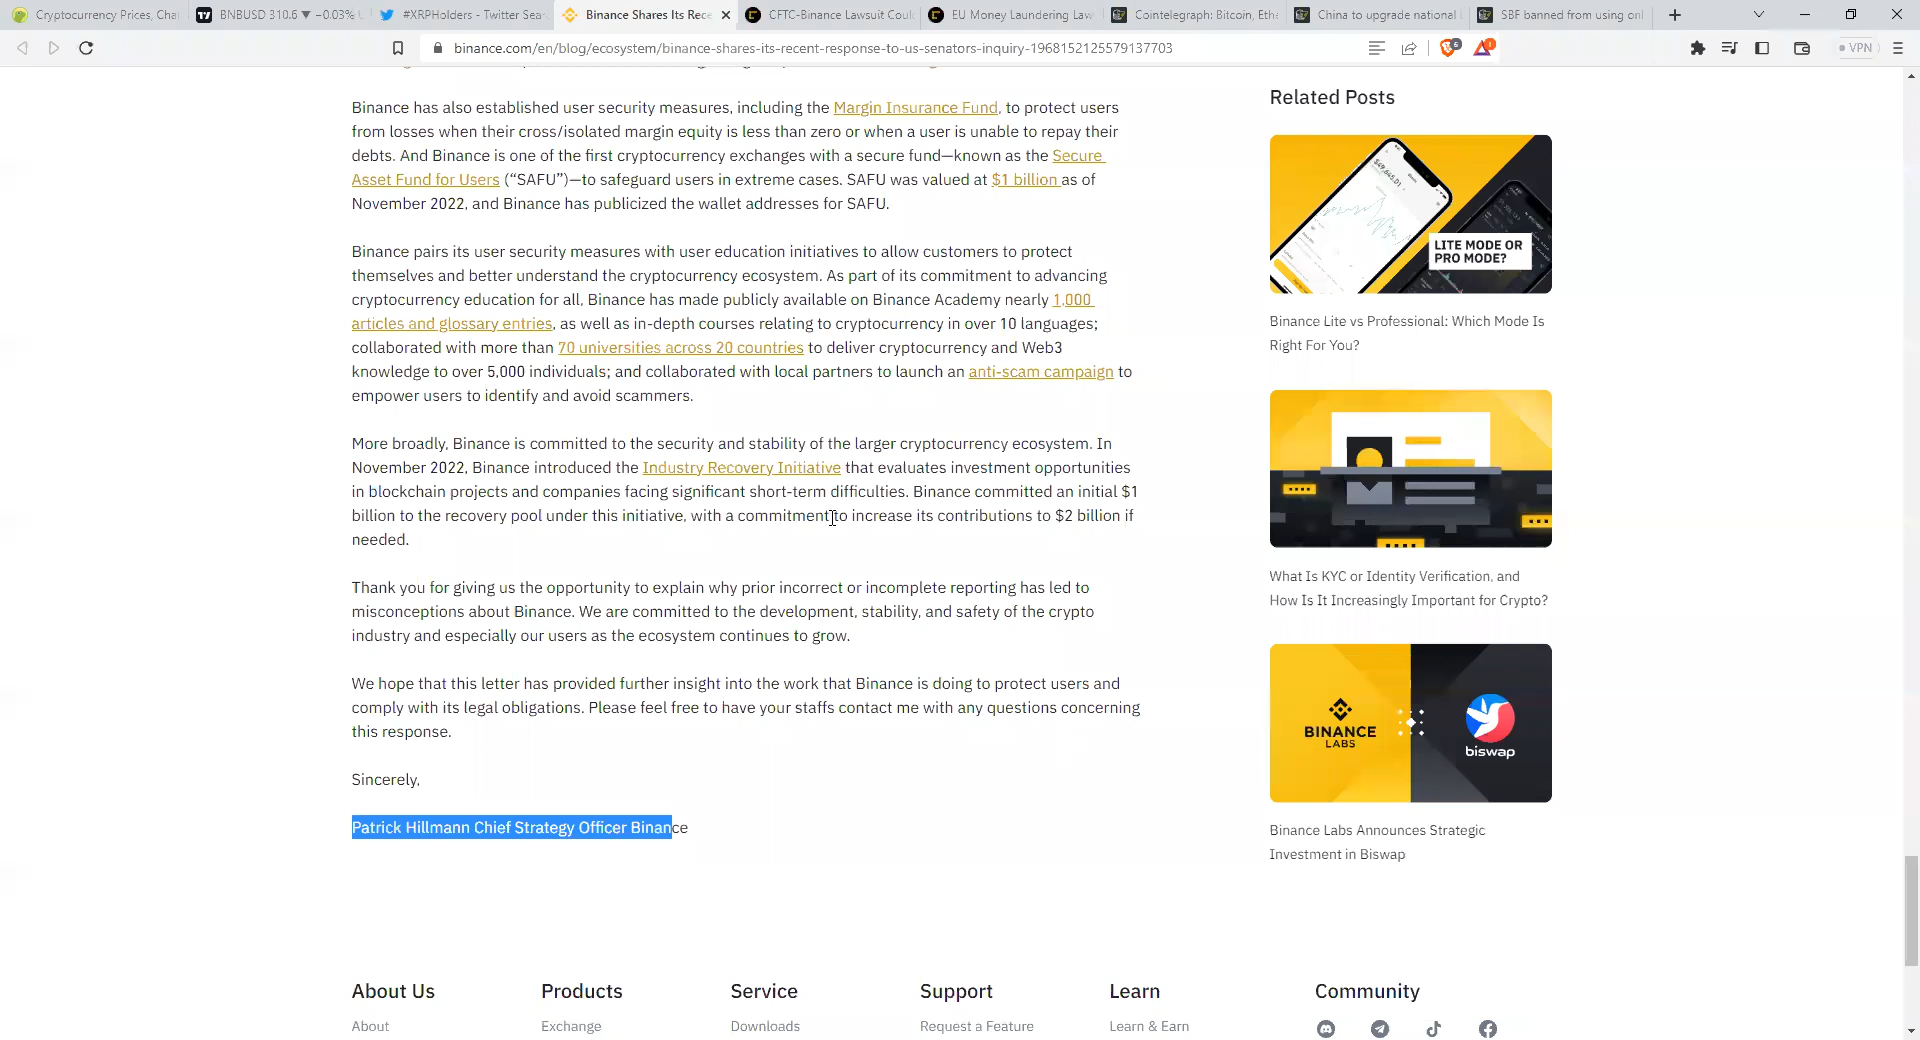 Cryptocurrency Prices, Cha
BNBUSD 310.6 ▼ −0.03%
#XRPHolders - Twitter Sea
Binance Shares Its Rece
CFTC-Binance Lawsuit Coul
EU Money Laundering Law
Cointelegraph: Bitcoin, Eth
China to upgrade national
SBF banned from using onl
binance.com/en/blog/ecosystem/binance-shares-its-recent-response-to-us-senators-inquiry-1968152125579137703
VPN
Binance has also established user security measures, including the Margin Insurance Fund, to protect users
from losses when their cross/isolated margin equity is less than zero or when a user is unable to repay their
debts. And Binance is one of the first cryptocurrency exchanges with a secure fund—known as the Secure
Asset Fund for Users (“SAFU”)—to safeguard users in extreme cases. SAFU was valued at $1 billion as of
November 2022, and Binance has publicized the wallet addresses for SAFU.
Binance pairs its user security measures with user education initiatives to allow customers to protect
themselves and better understand the cryptocurrency ecosystem. As part of its commitment to advancing
cryptocurrency education for all, Binance has made publicly available on Binance Academy nearly 1,000
articles and glossary entries, as well as in-depth courses relating to cryptocurrency in over 10 languages;
collaborated with more than 70 universities across 20 countries to deliver cryptocurrency and Web3
knowledge to over 5,000 individuals; and collaborated with local partners to launch an anti-scam campaign to
empower users to identify and avoid scammers.
More broadly, Binance is committed to the security and stability of the larger cryptocurrency ecosystem. In
November 2022, Binance introduced the Industry Recovery Initiative that evaluates investment opportunities
in blockchain projects and companies facing significant short-term difficulties. Binance committed an initial $1
billion to the recovery pool under this initiative, with a commitment to increase its contributions to $2 billion if
needed.
Thank you for giving us the opportunity to explain why prior incorrect or incomplete reporting has led to
misconceptions about Binance. We are committed to the development, stability, and safety of the crypto
industry and especially our users as the ecosystem continues to grow.
We hope that this letter has provided further insight into the work that Binance is doing to protect users and
comply with its legal obligations. Please feel free to have your staffs contact me with any questions concerning
this response.
Sincerely,
Patrick Hillmann Chief Strategy Officer Binance
Related Posts
LITE MODE OR
PRO MODE?
Binance Lite vs Professional: Which Mode Is
Right For You?
What Is KYC or Identity Verification, and
How Is It Increasingly Important for Crypto?
BINANCE
LABS
biswap
Binance Labs Announces Strategic
Investment in Biswap
About Us
Products
Service
Support
Learn
Community
About
Exchange
Downloads
Request a Feature
Learn & Earn